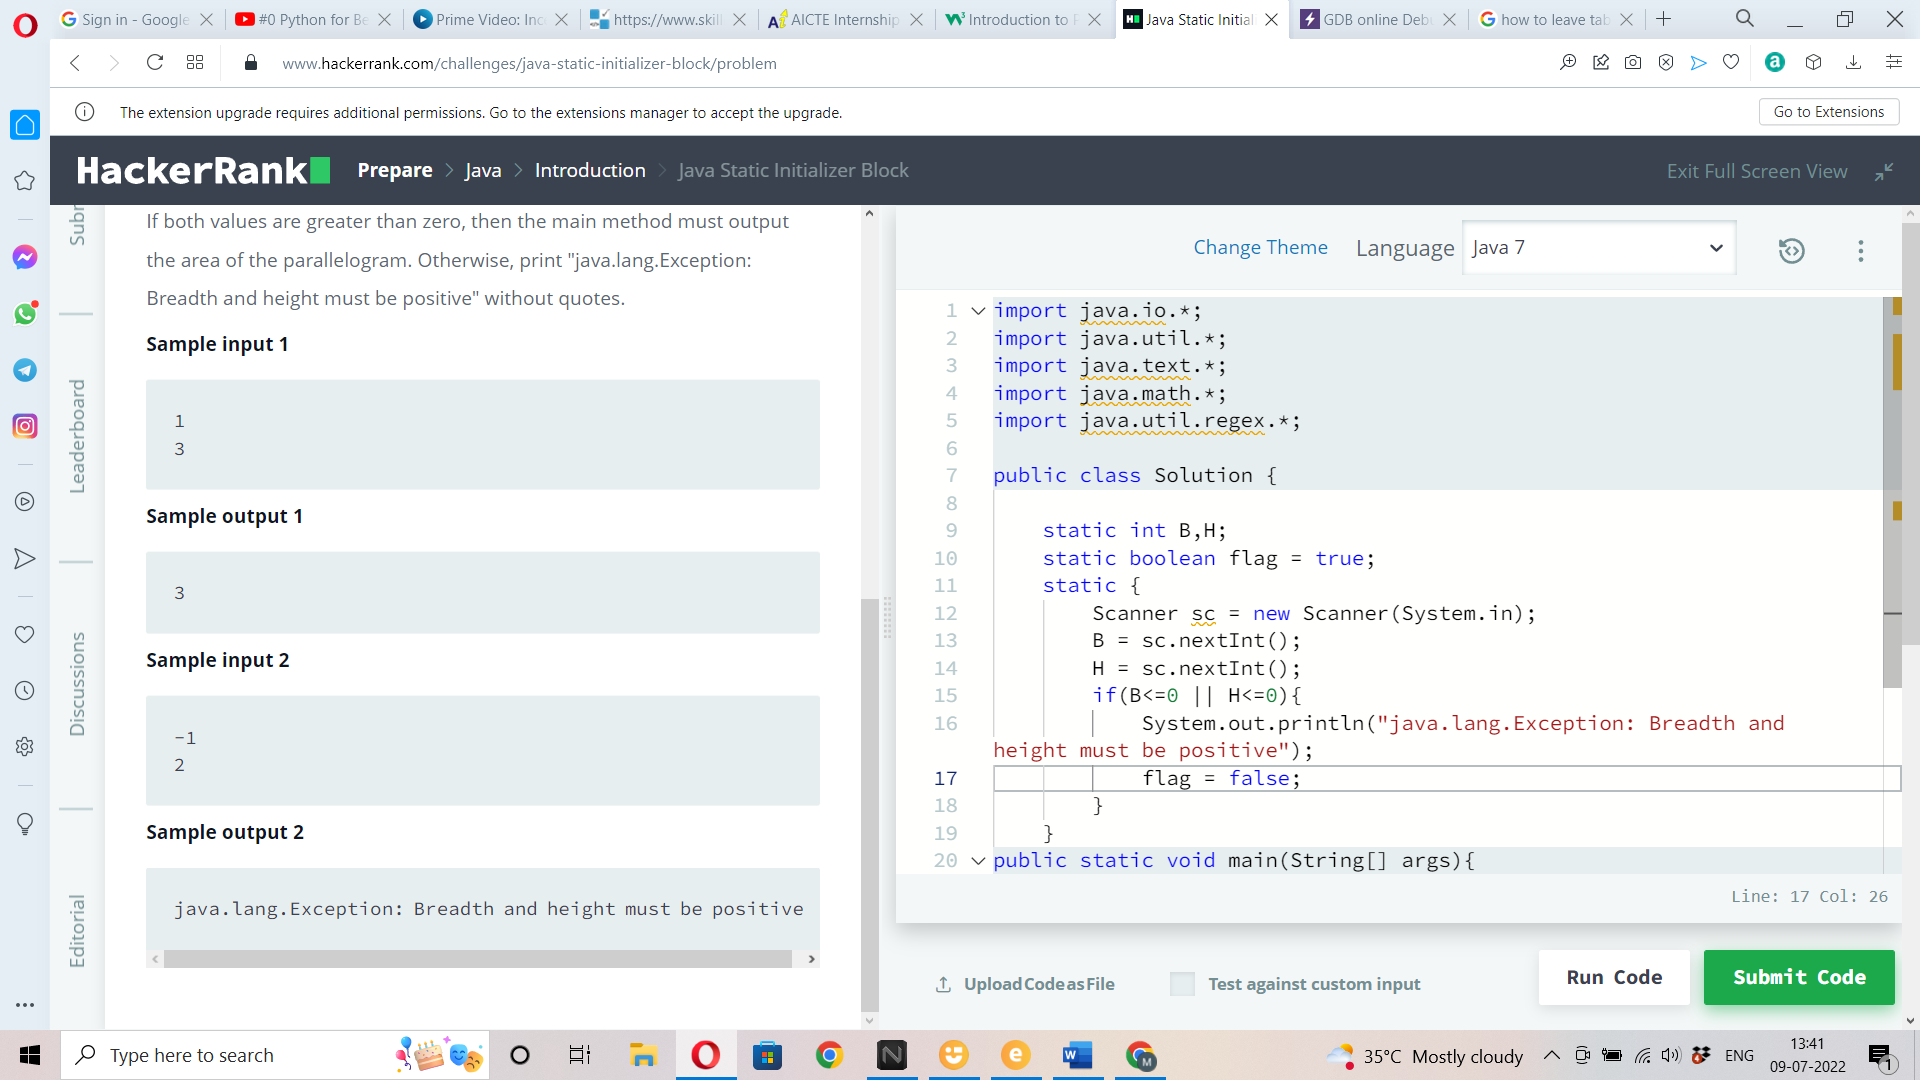 Sign in - Google
#0 Python for Be
Prime Video: Inc
https://www.skill
AICTE Internship
Introduction to
Java Static Initial
GDB online Debu
how to leave tab
www.hackerrank.com/challenges/java-static-initializer-block/problem
The extension upgrade requires additional permissions. Go to the extensions manager to accept the upgrade.
Go to Extensions
HackerRank
Prepare > Java > Introduction > Java Static Initializer Block
Exit Full Screen View
Subr
Leaderboard
Discussions
Editorial
If both values are greater than zero, then the main method must output
the area of the parallelogram. Otherwise, print "java.lang.Exception:
Breadth and height must be positive" without quotes.
Sample input 1
1
3
Sample output 1
3
Sample input 2
-1
2
Sample output 2
java.lang.Exception: Breadth and height must be positive
Change Theme
Language
Java 7
1 import java.io.*;
2 import java.util.*;
3 import java.text.*;
4 import java.math.*;
5 import java.util.regex.*;
6
7 public class Solution {
8
9 static int B,H;
10 static boolean flag = true;
11 static {
12 Scanner sc = new Scanner(System.in);
13 B = sc.nextInt();
14 H = sc.nextInt();
15 if(B<=0 || H<=0){
16 System.out.println("java.lang.Exception: Breadth and
height must be positive");
17 flag = false;
18 }
19 }
20 public static void main(String[] args){
Line: 17 Col: 26
Upload Code as File
Test against custom input
Run Code
Submit Code
Type here to search
35°C Mostly cloudy
ENG
13:41
09-07-2022
1